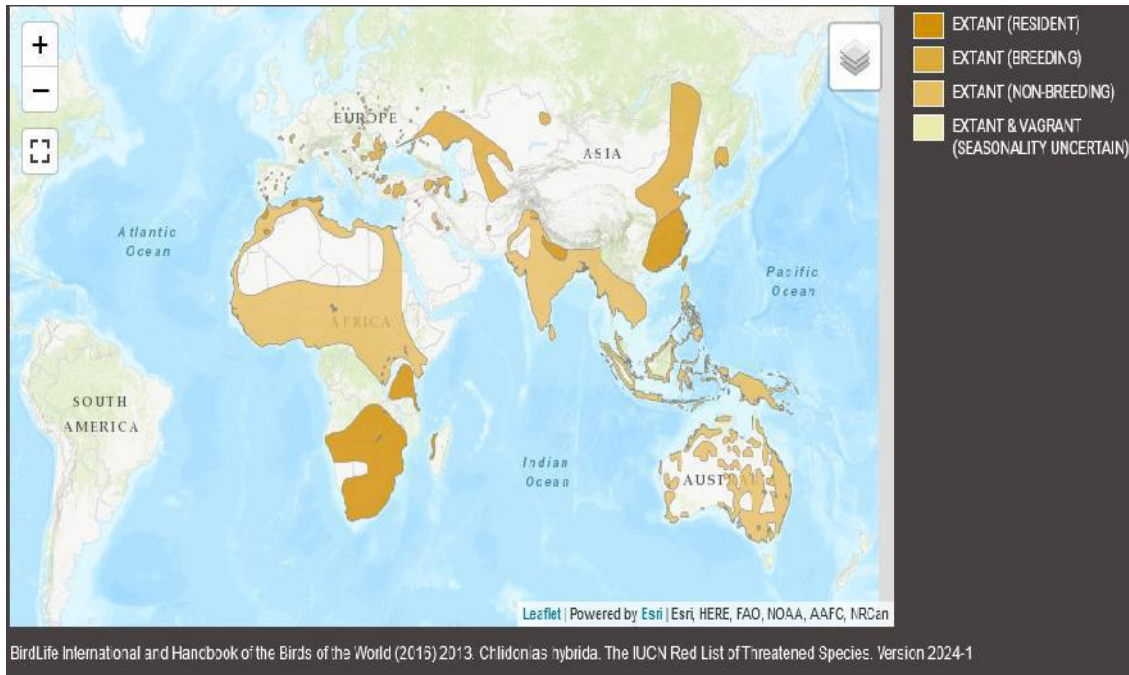 +
−
EXTANT (RESIDENT)
EXTANT (BREEDING)
EXTANT (NON-BREEDING)
EXTANT & VAGRANT
(SEASONALITY UNCERTAIN)
EUROPE
ASIA
Atlantic
Ocean
Pacific
Ocean
AFRICA
SOUTH
AMERICA
Indian
Ocean
Leaflet | Powered by Esri | Esri, HERE, FAO, NOAA, AAFC, NRCan
BirdLife International and Handbook of the Birds of the World (2016) 2013. Chlidonias hybrida. The IUCN Red List of Threatened Species. Version 2024-1